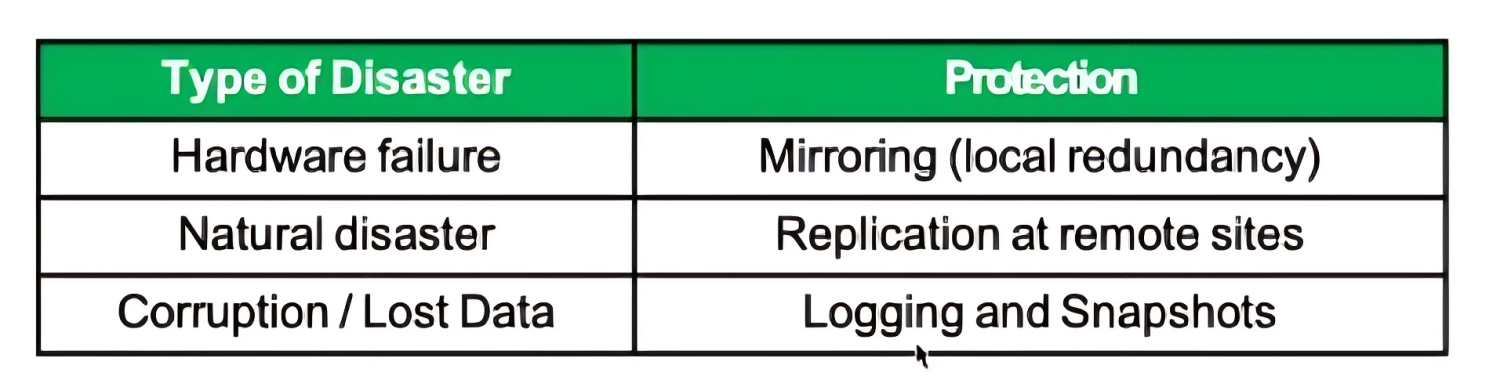 Type of Disaster Protection
Hardware failure Mirroring (local redundancy)
Natural disaster Replication at remote sites
Corruption / Lost Data Logging and Snapshots